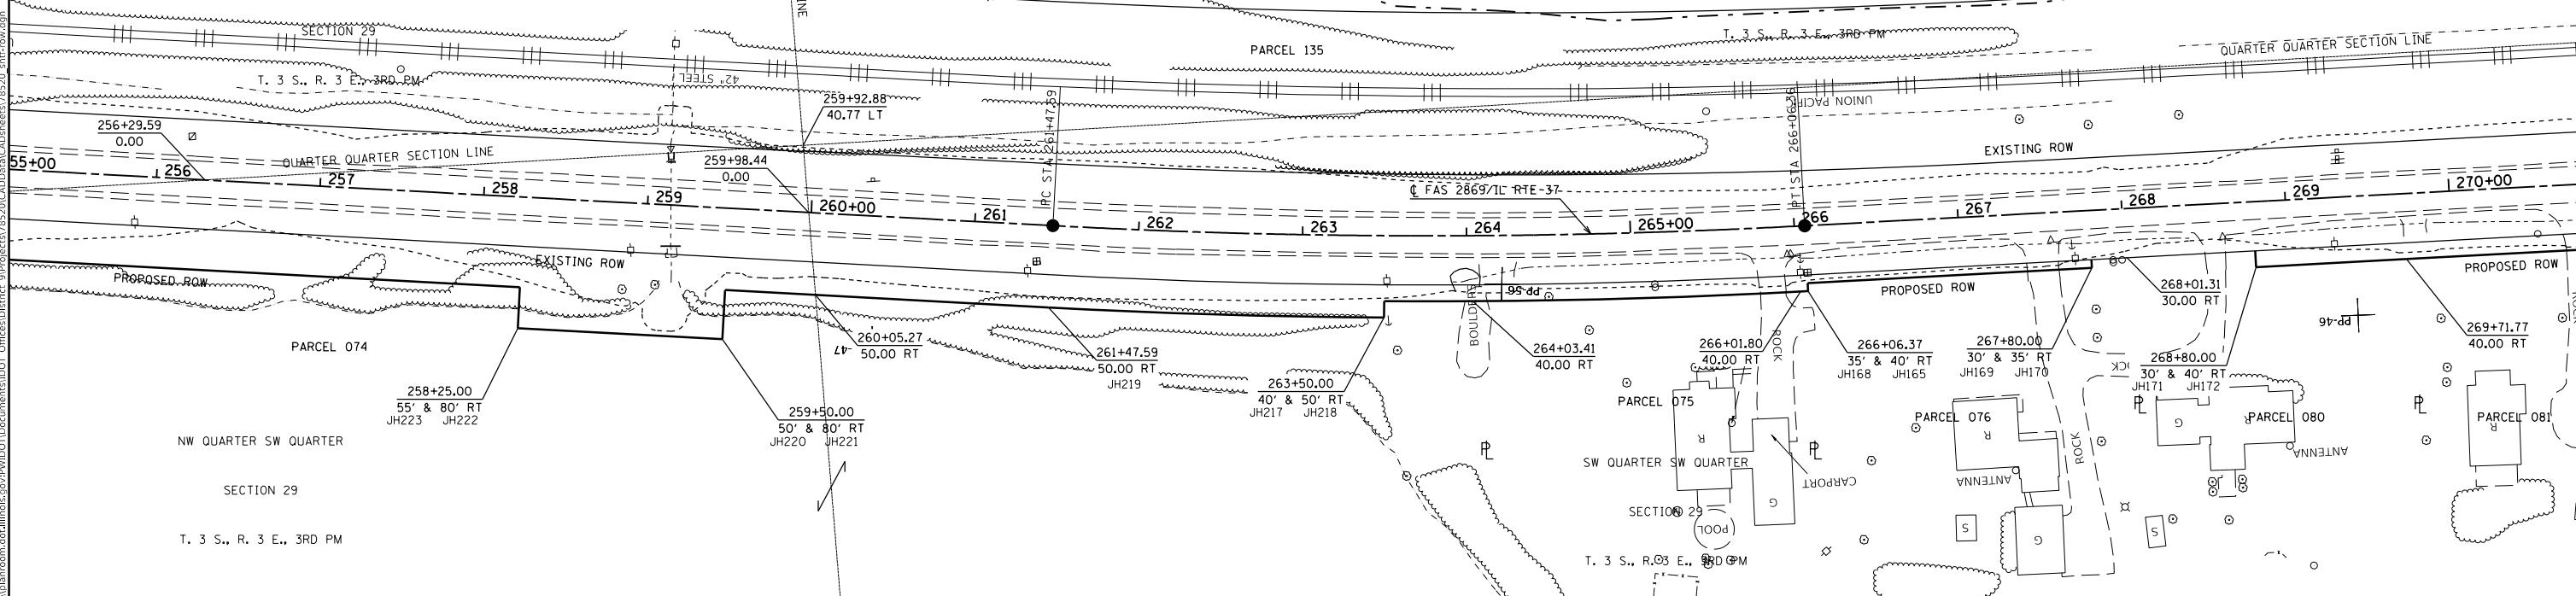 SECTION 29
T. 3 S., R. 3 E., 3RD PM
42" STEEL
INE
PARCEL 135
T. 3 S., R. 3 E., 3RD PM
QUARTER QUARTER SECTION LINE
UNION PACIFIC
256+29.59
0.00
QUARTER QUARTER SECTION LINE
259+92.88
40.77 LT
259+98.44
0.00
PC STA 261+47.59
PT STA 266+06.36
EXISTING ROW
℄ FAS 2869/IL RTE-37
55+00
256
257
258
259
260+00
261
262
263
264
265+00
266
267
268
269
270+00
EXISTING ROW
PROPOSED ROW
PROPOSED ROW
PROPOSED ROW
BOULDERS
PP-56
-47
PP-46
PARCEL 074
258+25.00
55' & 80' RT
JH223 JH222
259+50.00
50' & 80' RT
JH220 JH221
260+05.27
50.00 RT
261+47.59
50.00 RT
JH219
263+50.00
40' & 50' RT
JH217 JH218
264+03.41
40.00 RT
266+01.80
40.00 RT
266+06.37
35' & 40' RT
JH168 JH165
267+80.00
30' & 35' RT
JH169 JH170
268+01.31
30.00 RT
268+80.00
30' & 40' RT
JH171 JH172
269+71.77
40.00 RT
ROCK
ROCK
OCK
PARCEL 075
PARCEL 076
PARCEL 080
PARCEL 081
R
G
R
G
G
R
R
S
S
CARPORT
POOL
ANTENNA
ANTENNA
NW QUARTER SW QUARTER
SECTION 29
T. 3 S., R. 3 E., 3RD PM
SW QUARTER SW QUARTER
SECTION 29
T. 3 S., R. 3 E., 3RD PM